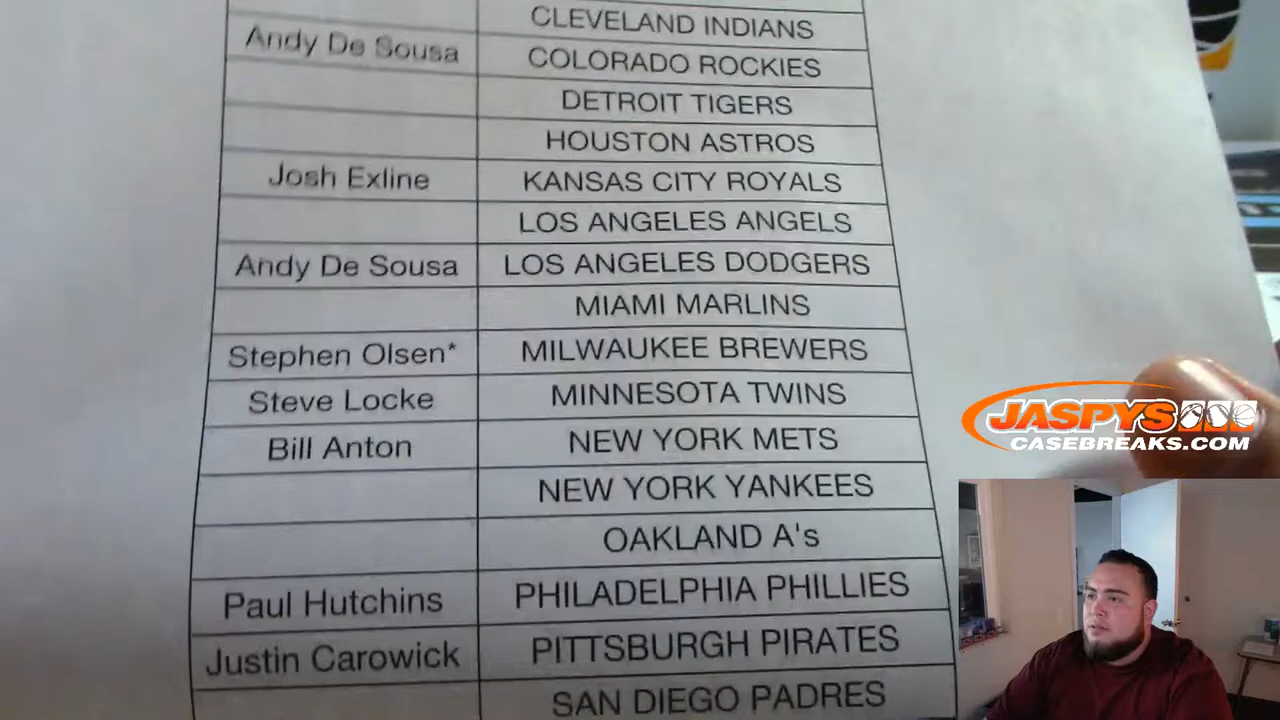 CLEVELAND INDIANS
Andy De Sousa COLORADO ROCKIES
DETROIT TIGERS
HOUSTON ASTROS
Josh Exline KANSAS CITY ROYALS
LOS ANGELES ANGELS
Andy De Sousa LOS ANGELES DODGERS
MIAMI MARLINS
Stephen Olsen* MILWAUKEE BREWERS
Steve Locke MINNESOTA TWINS
Bill Anton NEW YORK METS
NEW YORK YANKEES
OAKLAND A's
Paul Hutchins PHILADELPHIA PHILLIES
Justin Carowick PITTSBURGH PIRATES
SAN DIEGO PADRES
JASPYS
CASEBREAKS.COM